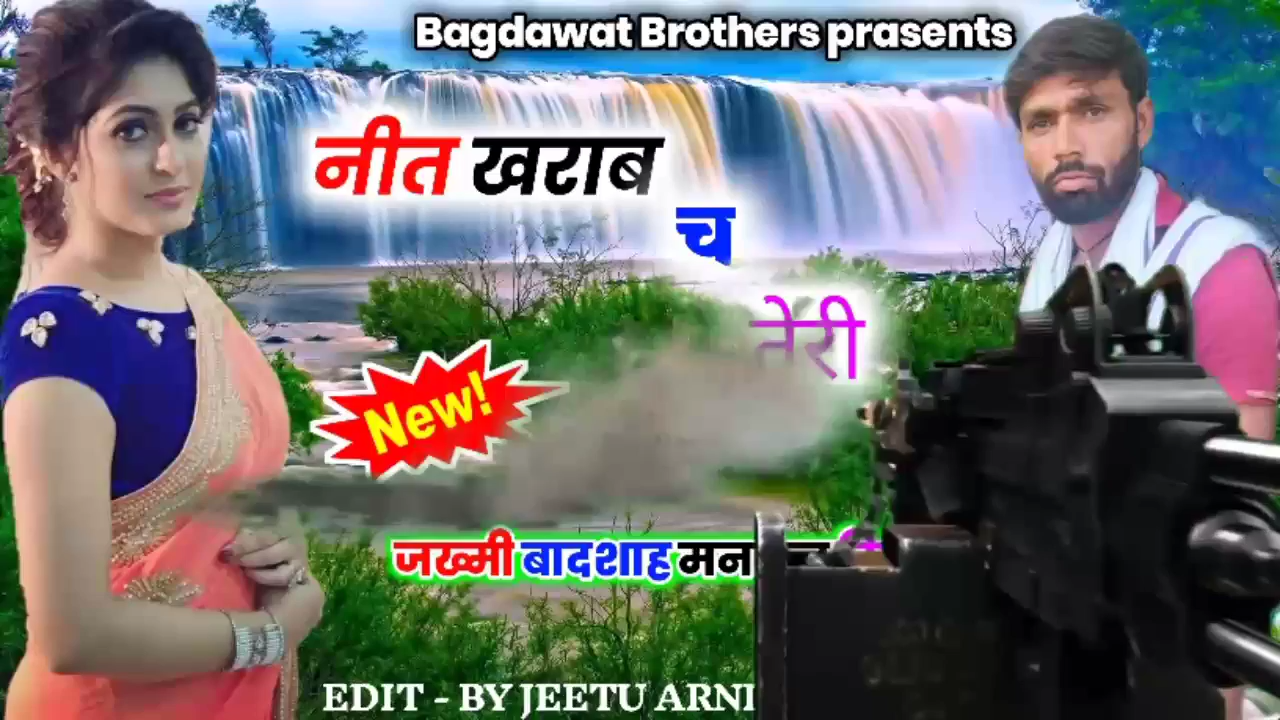 Bagdawat Brothers prasents
नीत खराब
च
तेरी
New!
जख्मी बादशाह मन
EDIT - BY JEETU ARNI